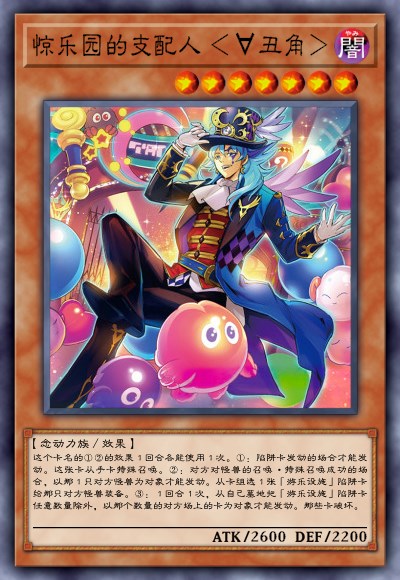 惊乐园的支配人 ＜∀丑角＞
闇
やみ
【念动力族／效果】
这个卡名的①②的效果1回合各能使用1次。①：陷阱卡发动的场合才能发
动。这张卡从手卡特殊召唤。②：对方对怪兽的召唤·特殊召唤成功的场
合，以那1只对方怪兽为对象才能发动。从卡组选1张「游乐设施」陷阱卡
给那只对方怪兽装备。③：1回合1次，从自己墓地把「游乐设施」陷阱卡
任意数量除外，以那个数量的对方场上的卡为对象才能发动。那些卡破坏。
ATK/2600 DEF/2200